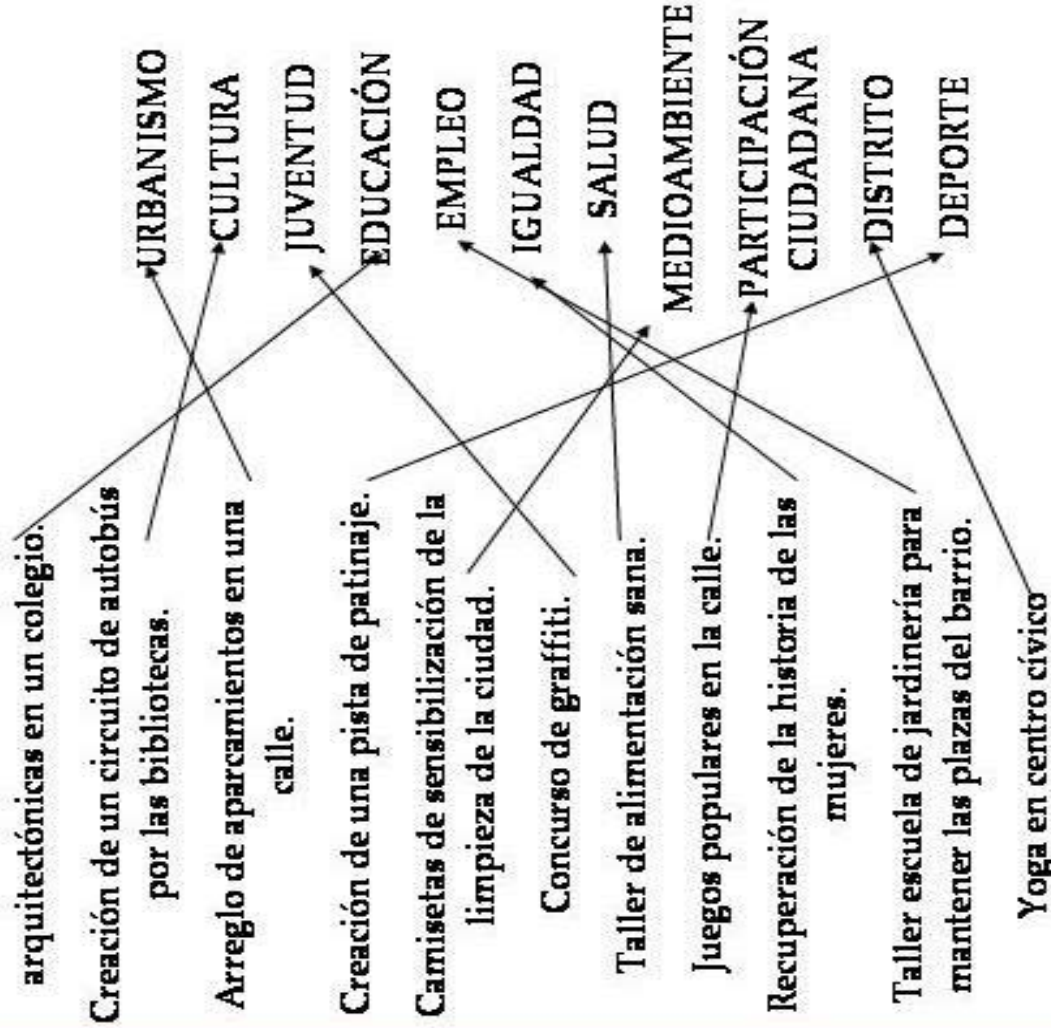 arquitectónicas en un colegio.
Creación de un circuito de autobús
por las bibliotecas.
Arreglo de aparcamientos en una
calle.
Creación de una pista de patinaje.
Camisetas de sensibilización de la
limpieza de la ciudad.
Concurso de graffiti.
Taller de alimentación sana.
Juegos populares en la calle.
Recuperación de la historia de las
mujeres.
Taller escuela de jardinería para
mantener las plazas del barrio.
Yoga en centro cívico
URBANISMO
CULTURA
JUVENTUD
EDUCACIÓN
EMPLEO
IGUALDAD
SALUD
MEDIOAMBIENTE
PARTICIPACIÓN
CIUDADANA
DISTRITO
DEPORTE